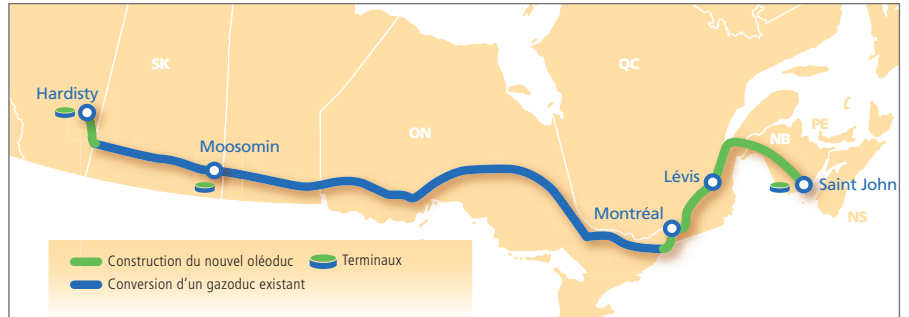 SK
QC
Hardisty
ON
PE
NB
Moosomin
Lévis
Saint John
Montréal
NS
Construction du nouvel oléoduc
Terminaux
Conversion d'un gazoduc existant